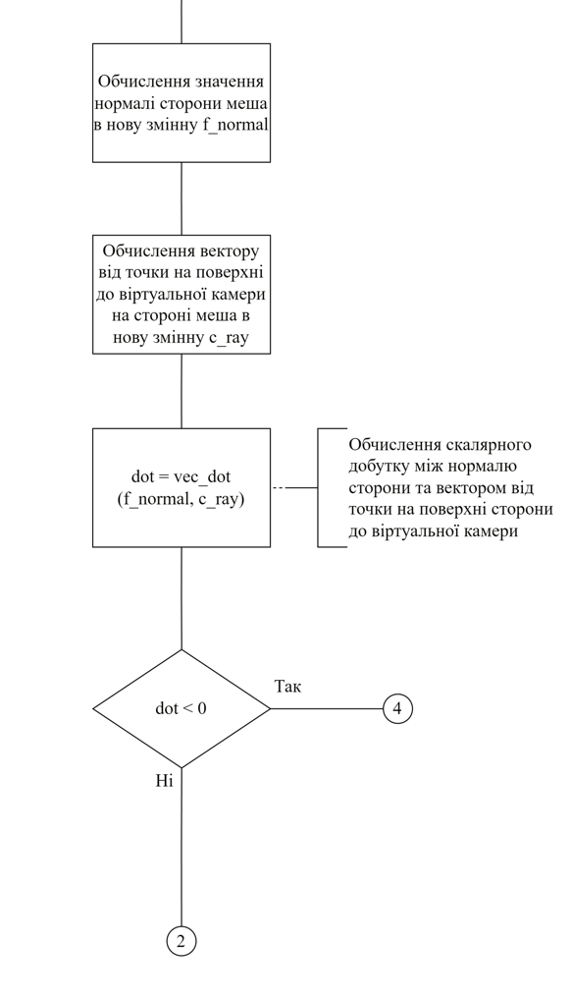 Обчислення значення
нормалі сторони меша
в нову змінну f_normal
Обчислення вектору
від точки на поверхні
до віртуальної камери
на стороні меша в
нову змінну c_ray
dot = vec_dot
(f_normal, c_ray)
Обчислення скалярного
добутку між нормалю
сторони та вектором від
точки на поверхні сторони
до віртуальної камери
dot < 0
Так
4
Ні
2